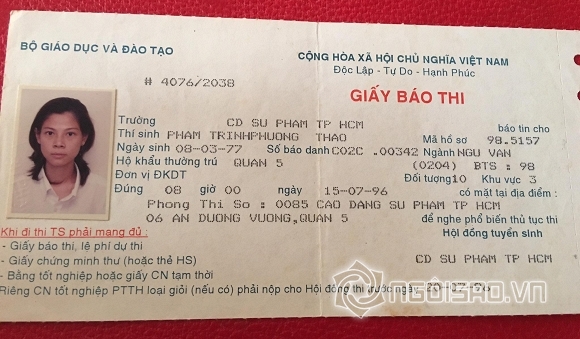 BỘ GIÁO DỤC VÀ ĐÀO TẠO
CỘNG HÒA XÃ HỘI CHỦ NGHĨA VIỆT NAM
Độc Lập - Tự Do - Hạnh Phúc
# 4076/2038
GIẤY BÁO THI
Trường CD SU PHAM TP HCM báo tin cho
Thí sinh PHAM TRINHPHUONG THAO Mã hồ sơ 98.5157
Ngày sinh 08-03-77 Số báo danh C02C .00342 Ngành NGU VAN
Hộ khẩu thường trú QUAN 5 (0204) BTS : 98
Đơn vị ĐKDT Đối tượng 10 Khu vực 3
Đúng 08 giờ 00 ngày 15-07-96 có mặt tại địa điểm :
Phong Thi So : 0085 CAO DANG SU PHAM TP HCM
06 AN DUONG VUONG,QUAN 5 để nghe phổ biến thủ tục thi
Khi đi thi TS phải mang đủ : Hội đồng tuyển sinh
- Giấy báo thi, lệ phí dự thi
- Giấy chứng minh thư (hoặc thẻ HS) CD SU PHAM TP HCM
- Bằng tốt nghiệp hoặc giấy CN tạm thời
Riêng CN tốt nghiệp PTTH loại giỏi (nếu có) phải nộp cho Hội đồng thi trước ngày 20-07-96
NGÔISAO.VN